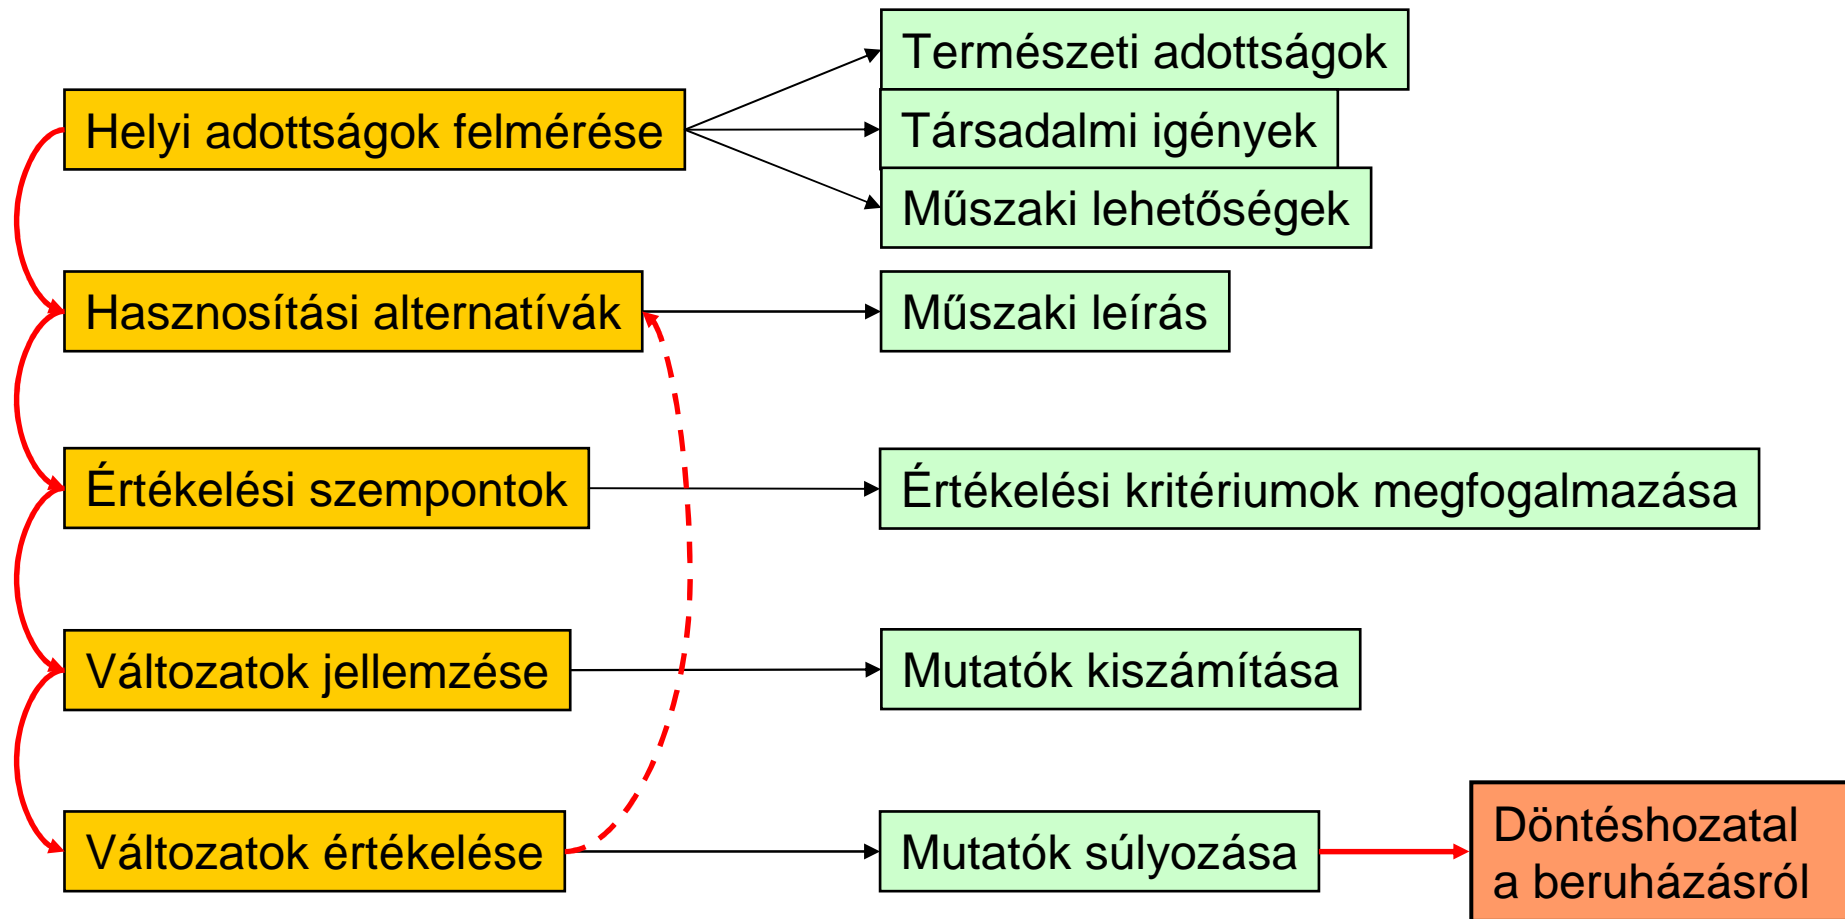 Természeti adottságok
Helyi adottságok felmérése
Társadalmi igények
Műszaki lehetőségek
Hasznosítási alternatívák
Műszaki leírás
Értékelési szempontok
Értékelési kritériumok megfogalmazása
Változatok jellemzése
Mutatók kiszámítása
Változatok értékelése
Mutatók súlyozása
Döntéshozatal
a beruházásról